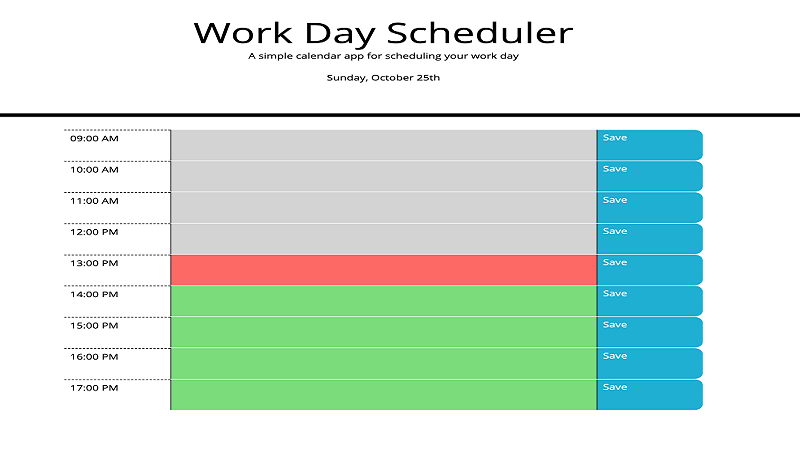 Work Day Scheduler
A simple calendar app for scheduling your work day
Sunday, October 25th
09:00 AM Save
10:00 AM Save
11:00 AM Save
12:00 PM Save
13:00 PM Save
14:00 PM Save
15:00 PM Save
16:00 PM Save
17:00 PM Save